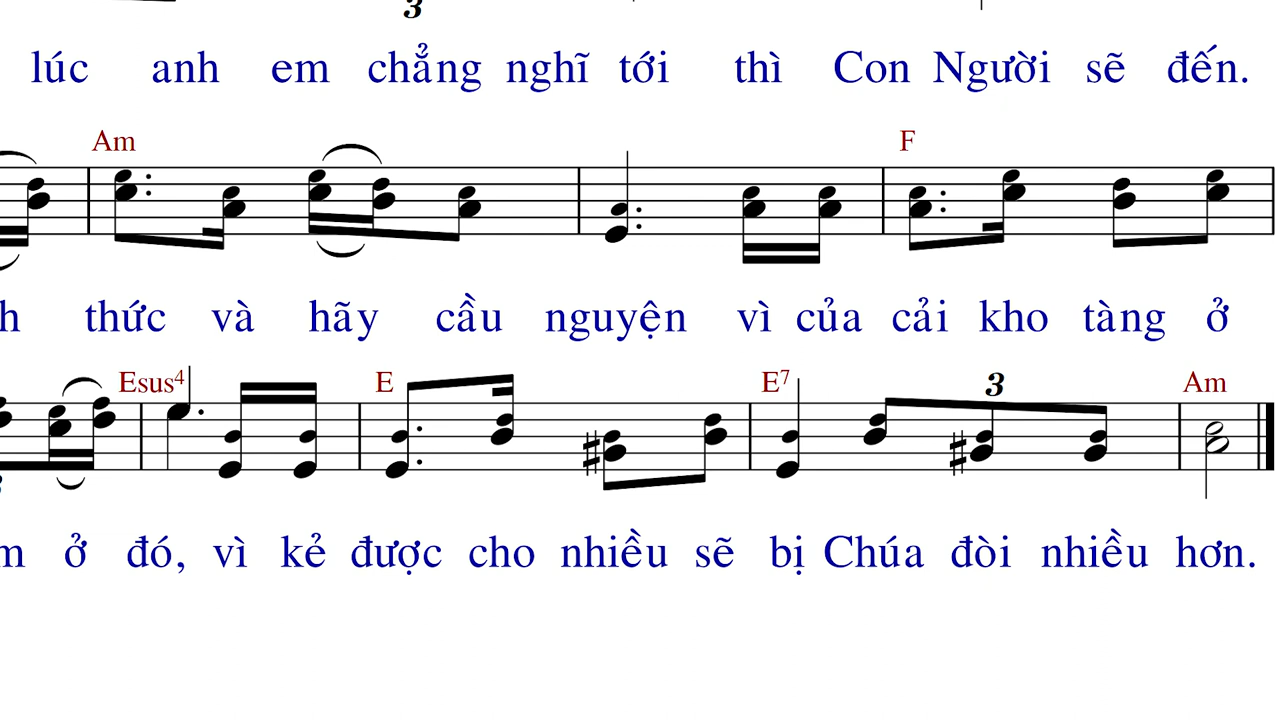 3
lúc anh em chẳng nghĩ tới thì Con Người sẽ đến.
Am F
thức và hãy cầu nguyện vì của cải kho tàng ở
Esus4 E E7 3 Am
ở đó, vì kẻ được cho nhiều sẽ bị Chúa đòi nhiều hơn.